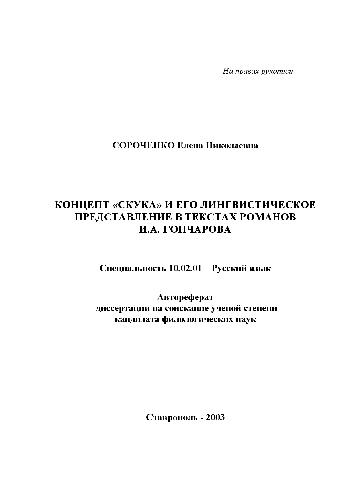 На правах рукописи
СОРОЧЕНКО Елена Николаевна
КОНЦЕПТ «СКУКА» И ЕГО ЛИНГВИСТИЧЕСКОЕ
ПРЕДСТАВЛЕНИЕ В ТЕКСТАХ РОМАНОВ
И.А. ГОНЧАРОВА
Специальность 10.02.01 – Русский язык
Автореферат
диссертации на соискание ученой степени
кандидата филологических наук
Ставрополь - 2003